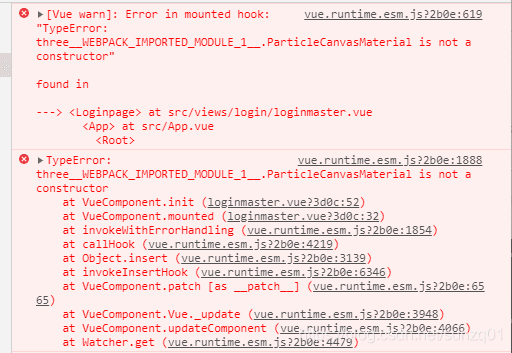 ▶[Vue warn]: Error in mounted hook: vue.runtime.esm.js?2b0e:619
"TypeError:
three__WEBPACK_IMPORTED_MODULE_1__.ParticleCanvasMaterial is not a
constructor"
found in
---> <Loginpage> at src/views/login/loginmaster.vue
<App> at src/App.vue
<Root>
▶TypeError: vue.runtime.esm.js?2b0e:1888
three__WEBPACK_IMPORTED_MODULE_1__.ParticleCanvasMaterial is not a
constructor
at VueComponent.init (loginmaster.vue?3d0c:52)
at VueComponent.mounted (loginmaster.vue?3d0c:32)
at invokeWithErrorHandling (vue.runtime.esm.js?2b0e:1854)
at callHook (vue.runtime.esm.js?2b0e:4219)
at Object.insert (vue.runtime.esm.js?2b0e:3139)
at invokeInsertHook (vue.runtime.esm.js?2b0e:6346)
at VueComponent.patch [as __patch__] (vue.runtime.esm.js?2b0e:65
65)
at VueComponent.Vue._update (vue.runtime.esm.js?2b0e:3948)
at VueComponent.updateComponent (vue.runtime.esm.js?2b0e:4066)
at Watcher.get (vue.runtime.esm.js?2b0e:4479)